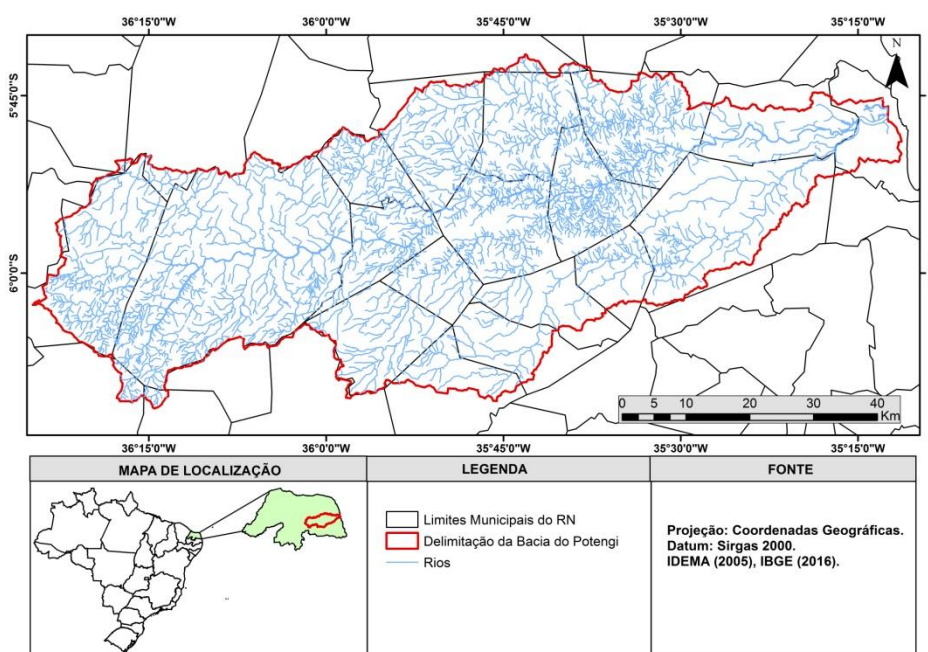 36°15'0"W 36°0'0"W 35°45'0"W 35°30'0"W 35°15'0"W
N
5°45'0"S
6°0'0"S
0 5 10 20 30 40
Km
36°15'0"W 36°0'0"W 35°45'0"W 35°30'0"W 35°15'0"W
MAPA DE LOCALIZAÇÃO
LEGENDA
FONTE
Limites Municipais do RN
Delimitação da Bacia do Potengi
Rios
Projeção: Coordenadas Geográficas.
Datum: Sirgas 2000.
IDEMA (2005), IBGE (2016).